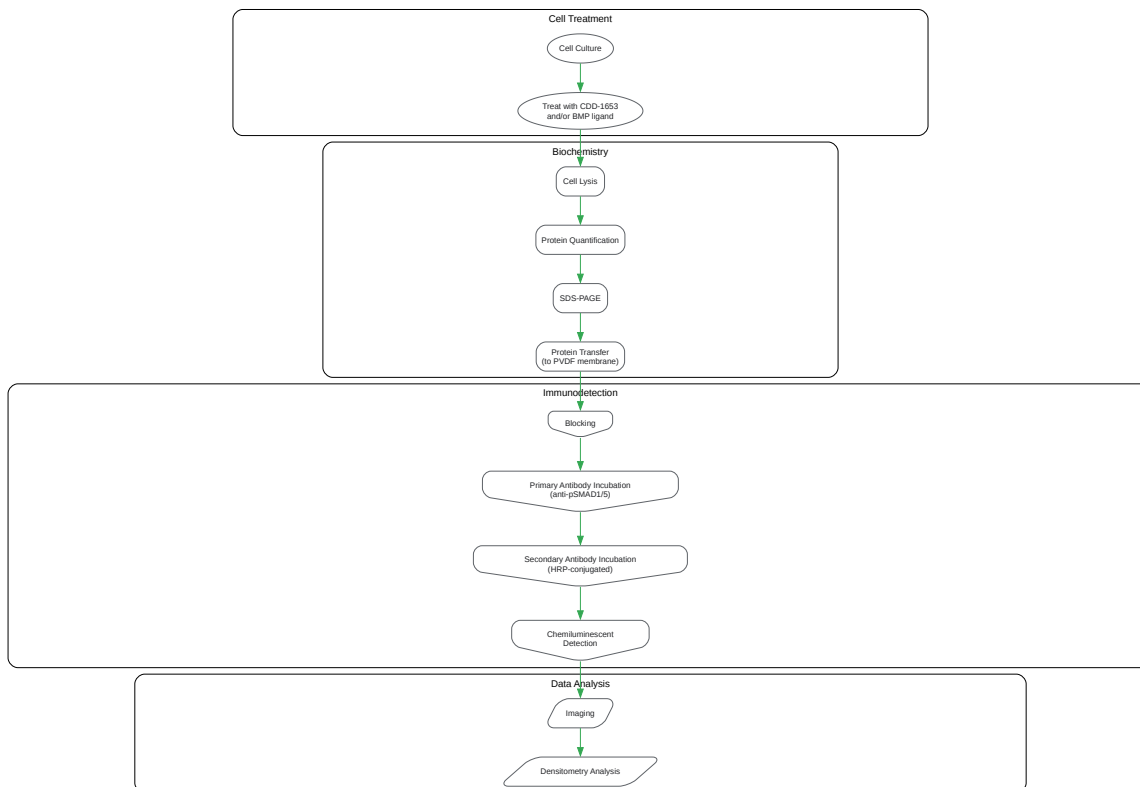 Cell Treatment
Cell Culture
Treat with CDD-1653
and/or BMP ligand
Biochemistry
Cell Lysis
Protein Quantification
SDS-PAGE
Protein Transfer
(to PVDF membrane)
Immunodetection
Blocking
Primary Antibody Incubation
(anti-pSMAD1/5)
Secondary Antibody Incubation
(HRP-conjugated)
Chemiluminescent
Detection
Data Analysis
Imaging
Densitometry Analysis